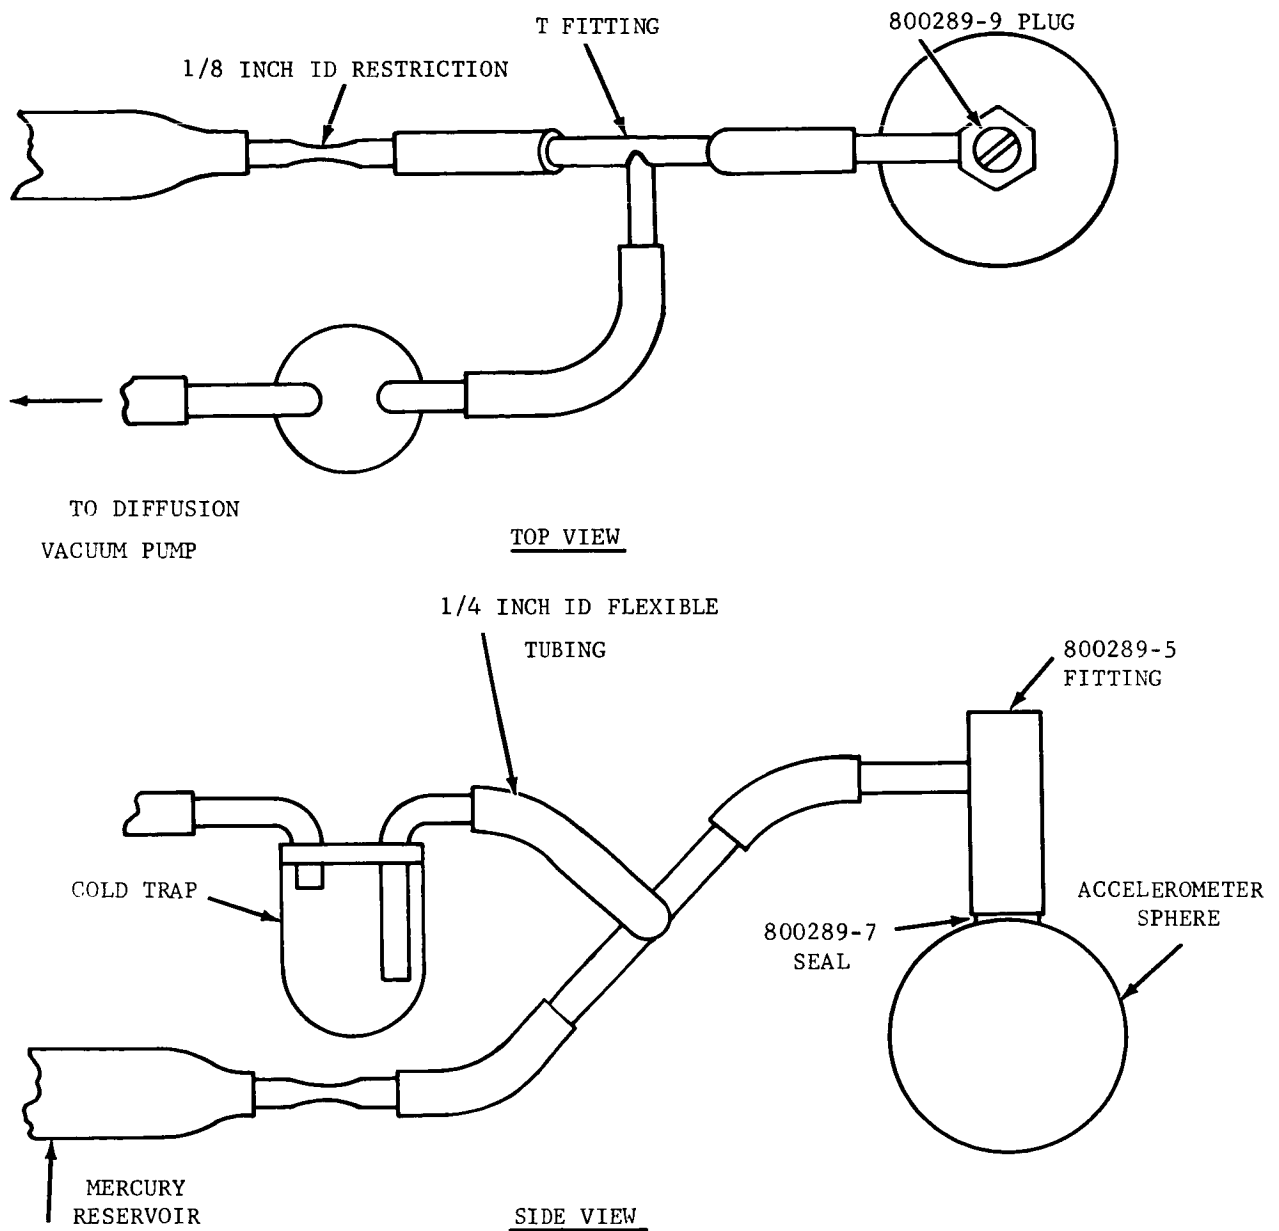 T FITTING
800289-9 PLUG
1/8 INCH ID RESTRICTION
TO DIFFUSION
VACUUM PUMP
TOP VIEW
1/4 INCH ID FLEXIBLE
TUBING
800289-5
FITTING
COLD TRAP
ACCELEROMETER
SPHERE
800289-7
SEAL
MERCURY
RESERVOIR
SIDE VIEW